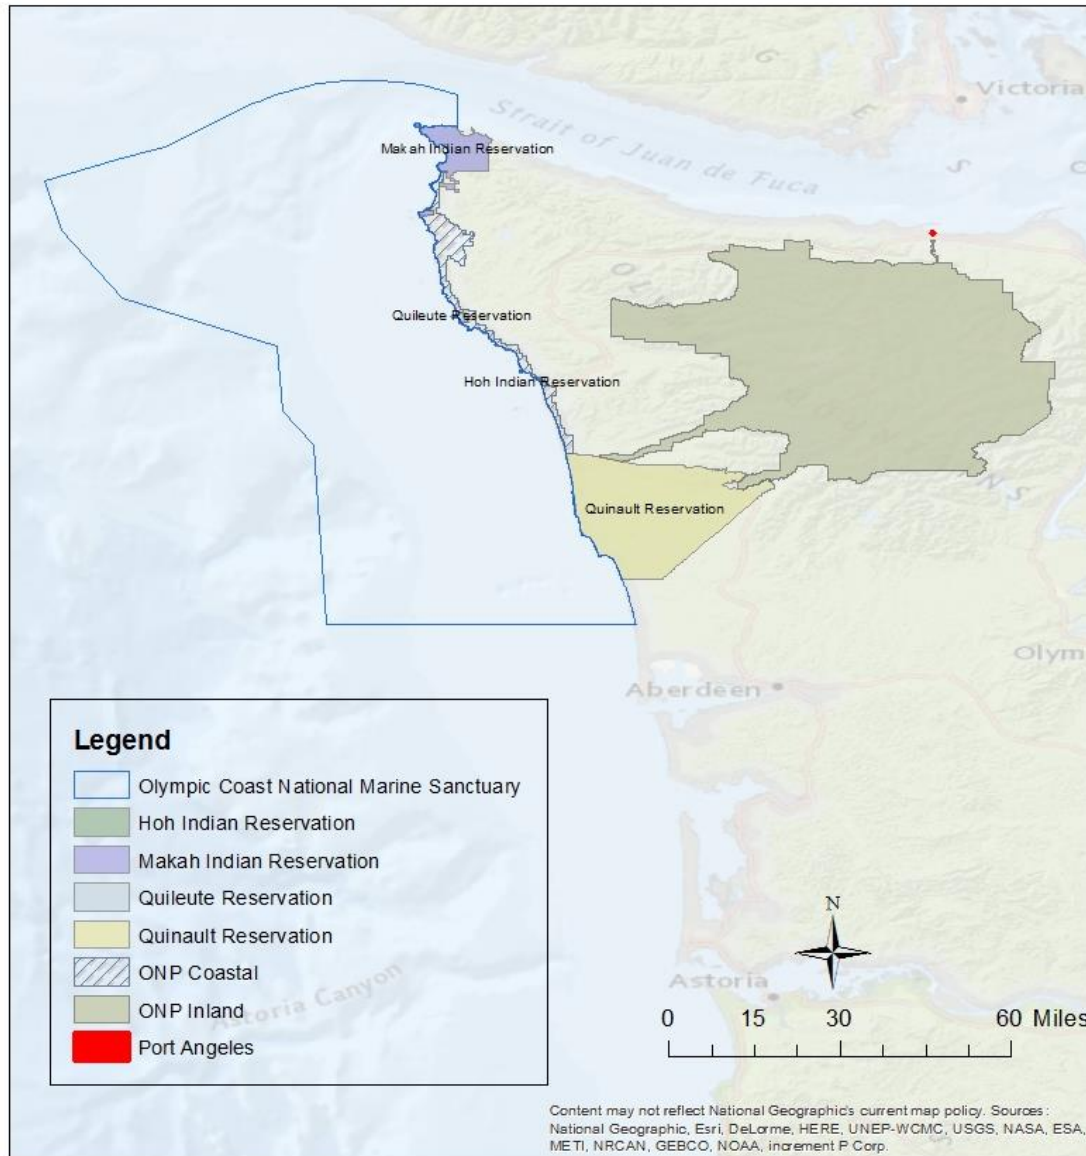 Victoria
Strait of Juan de Fuca
Makah Indian Reservation
Quileute Reservation
Hoh Indian Reservation
Quinault Reservation
Olym
Aberdeen
Legend
Olympic Coast National Marine Sanctuary
Hoh Indian Reservation
Makah Indian Reservation
Quileute Reservation
Quinault Reservation
ONP Coastal
ONP Inland
Port Angeles
Astoria Canyon
N
Astoria
0 15 30 60 Miles
Content may not reflect National Geographic's current map policy. Sources:
National Geographic, Esri, DeLorme, HERE, UNEP-WCMC, USGS, NASA, ESA,
METI, NRCAN, GEBCO, NOAA, increment P Corp.